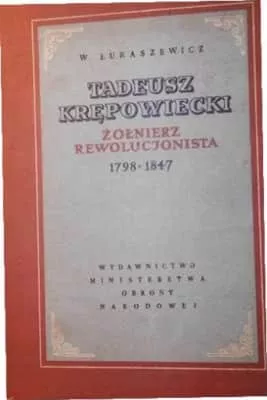 W ŁUKASZEWICZ
TADEUSZ
KRĘPOWIECKI
ŻOŁNIERZ
REWOLUCJONISTA
1798-1847
WYDAWNICTWO
MINISTERSTWA
OBRONY
NARODOWEJ